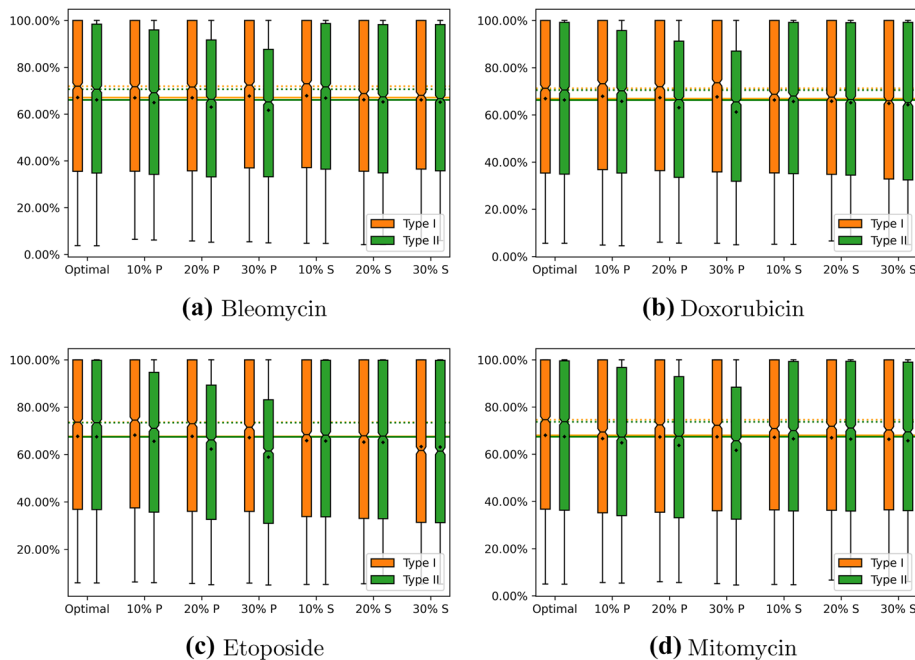 100.00%
80.00%
60.00%
40.00%
20.00%
0.00%
Type I
Type II
Optimal 10% P 20% P 30% P 10% S 20% S 30% S
(a) Bleomycin
100.00%
80.00%
60.00%
40.00%
20.00%
0.00%
Type I
Type II
Optimal 10% P 20% P 30% P 10% S 20% S 30% S
(b) Doxorubicin
100.00%
80.00%
60.00%
40.00%
20.00%
Type I
Type II
Optimal 10% P 20% P 30% P 10% S 20% S 30% S
(c) Etoposide
100.00%
80.00%
60.00%
40.00%
20.00%
0.00%
Type I
Type II
Optimal 10% P 20% P 30% P 10% S 20% S 30% S
(d) Mitomycin